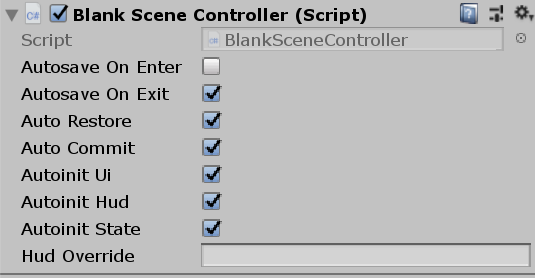 Blank Scene Controller (Script)
Script BlankSceneController
Autosave On Enter
Autosave On Exit
Auto Restore
Auto Commit
Autoinit Ui
Autoinit Hud
Autoinit State
Hud Override